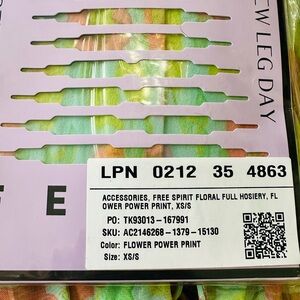 EW LEG DAY
G E
LPN 0212 35 4863
ACCESSORIES, FREE SPIRIT FLORAL FULL HOSIERY, FL
OWER POWER PRINT, XS/S
PO: TK93013-167991
SKU: AC2146268-1379-15130
Color: FLOWER POWER PRINT
Size: XS/S